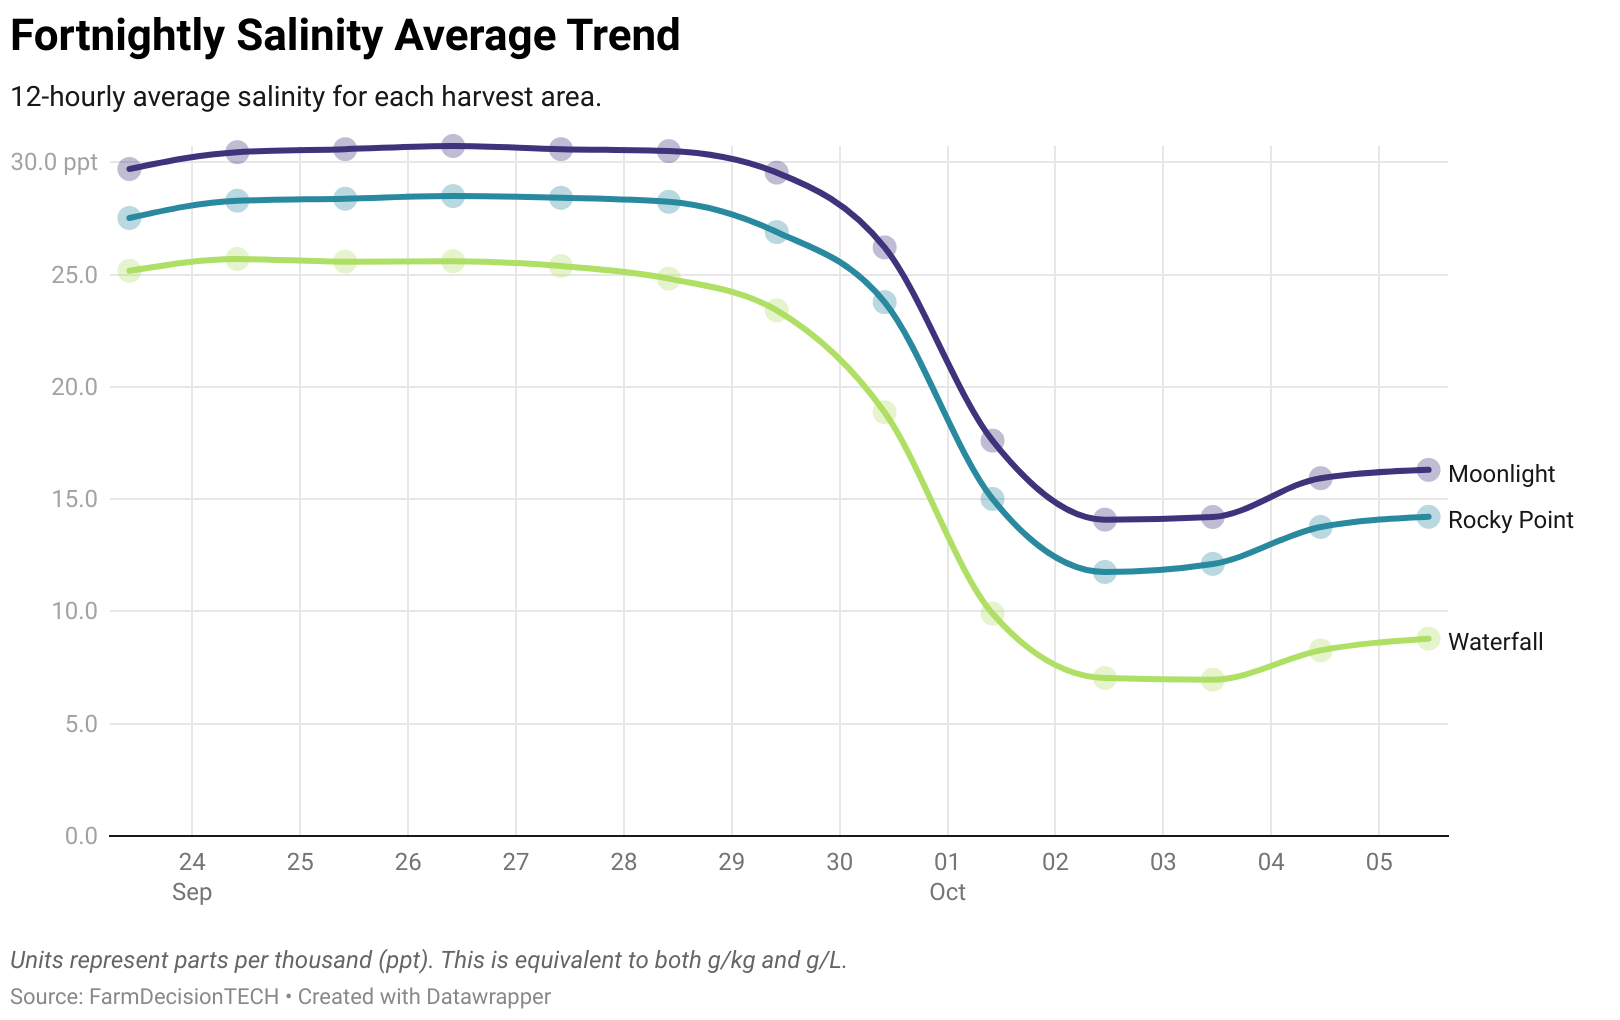 Fortnightly Salinity Average Trend
12-hourly average salinity for each harvest area.
30.0 ppt
25.0
20.0
15.0
10.0
5.0
0.0
Moonlight
Rocky Point
Waterfall
24 25 26 27 28 29 30 01 02 03 04 05
Sep Oct
Units represent parts per thousand (ppt). This is equivalent to both g/kg and g/L.
Source: FarmDecisionTECH • Created with Datawrapper